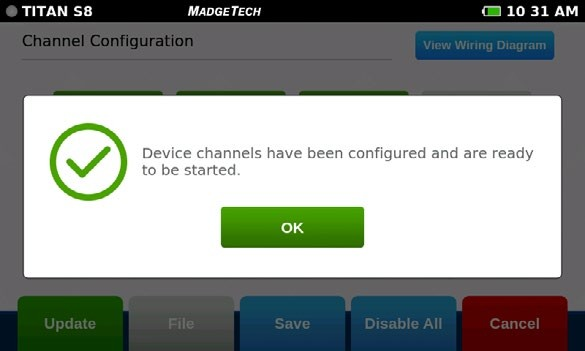 TITAN S8
MADGETECH
10 31 AM
Channel Configuration
View Wiring Diagram
Device channels have been configured and are ready
to be started.
OK
Update
File
Save
Disable All
Cancel